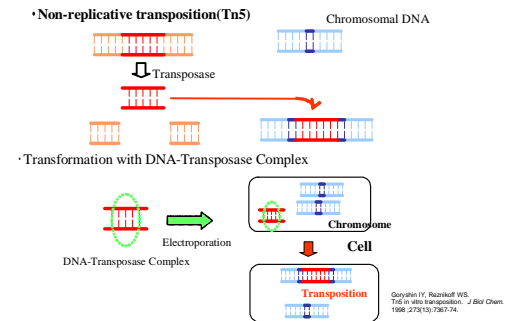 ·Non-replicative transposition(Tn5)
Chromosomal DNA
Transposase
·Transformation with DNA-Transposase Complex
Electroporation
DNA-Transposase Complex
Chromosome
Cell
Transposition
Goryshin IY, Reznikoff WS.
Tn5 in vitro transposition. J Biol Chem.
1998 ;273(13):7367-74.